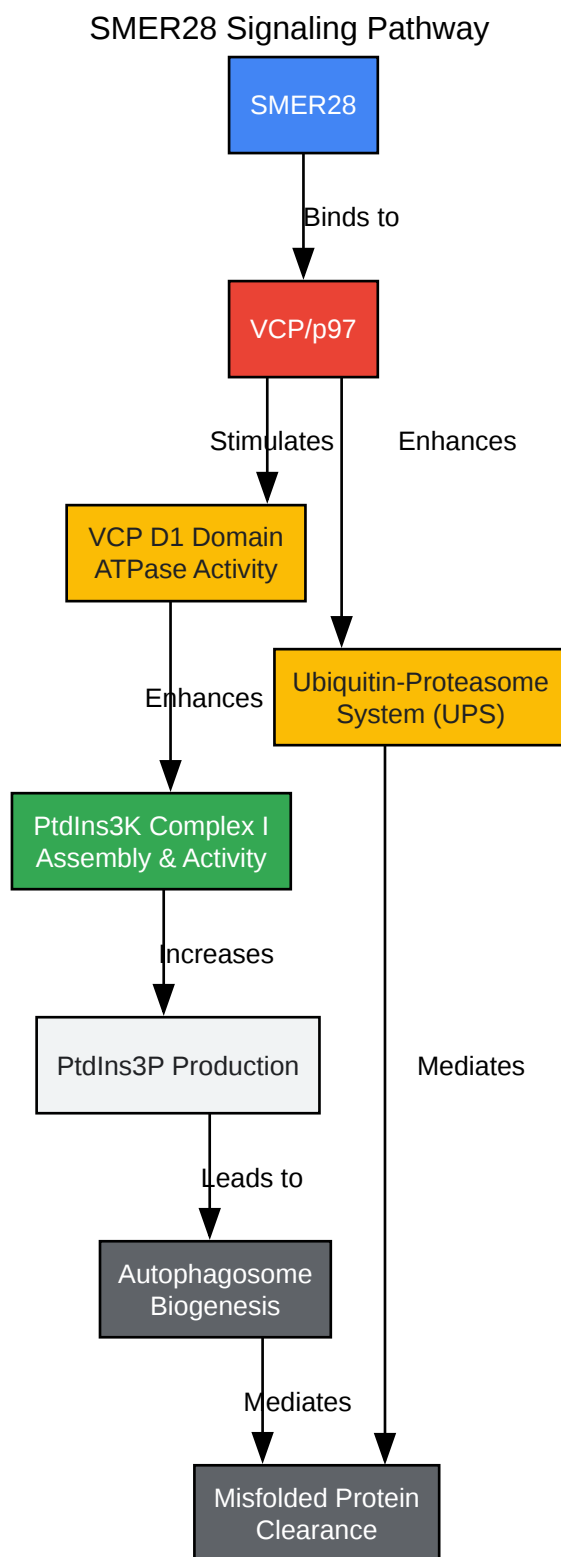 SMER28 Signaling Pathway
SMER28
Binds to
VCP/p97
Stimulates
Enhances
VCP D1 Domain
ATPase Activity
Enhances
Ubiquitin-Proteasome
System (UPS)
PtdIns3K Complex I
Assembly & Activity
Increases
PtdIns3P Production
Mediates
Leads to
Autophagosome
Biogenesis
Mediates
Misfolded Protein
Clearance